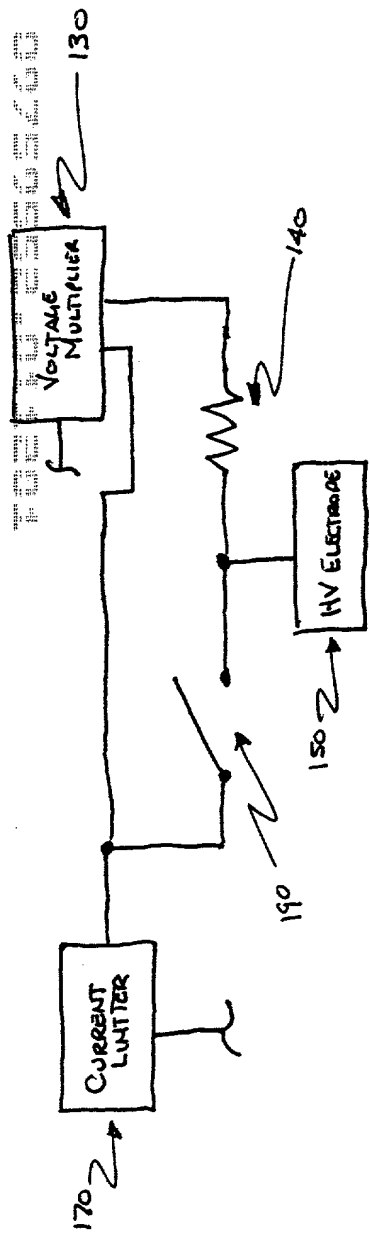 130
VOLTAGE
MULTIPLIER
140
HV ELECTRODE
150
190
CURRENT
LIMITER
170